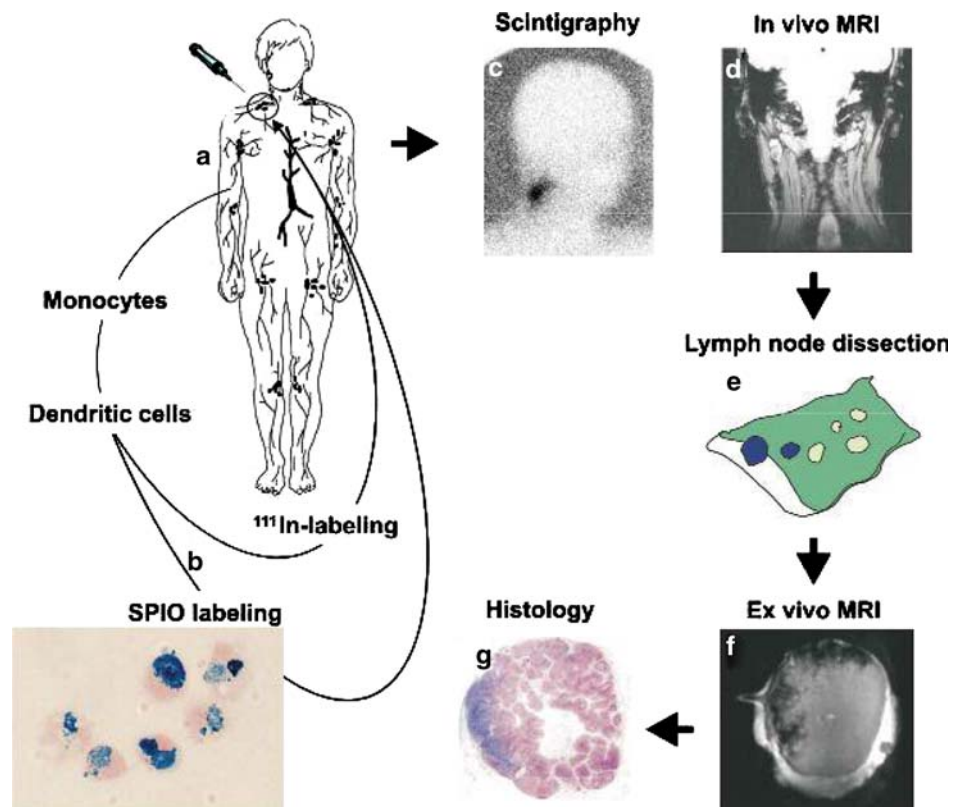 Scintigraphy
In vivo MRI
a
c
d
Monocytes
Dendritic cells
¹¹¹In-labeling
b
SPIO labeling
Lymph node dissection
e
Ex vivo MRI
f
Histology
g